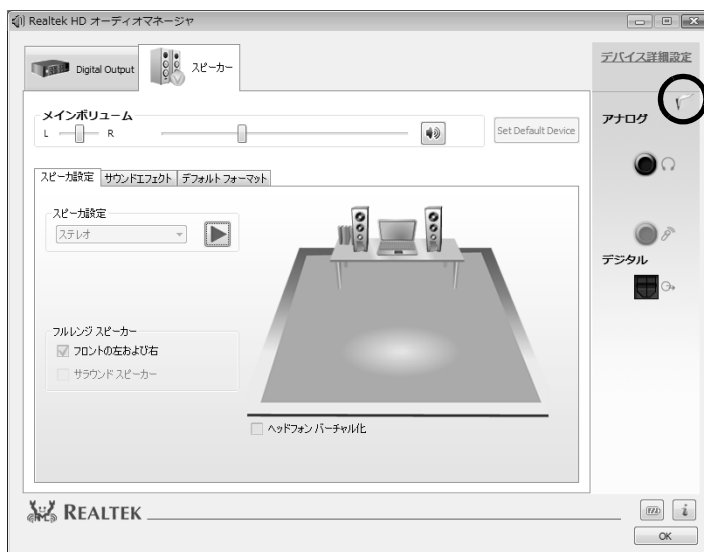 Realtek HD オーディオマネージャ
Digital Output
スピーカー
デバイス詳細設定
メインボリューム
L
R
Set Default Device
アナログ
スピーカ設定
サウンドエフェクト
デフォルトフォーマット
スピーカ設定
ステレオ
デジタル
フルレンジ スピーカー
フロントの左および右
サラウンド スピーカー
ヘッドフォン バーチャル化
REALTEK
i
OK